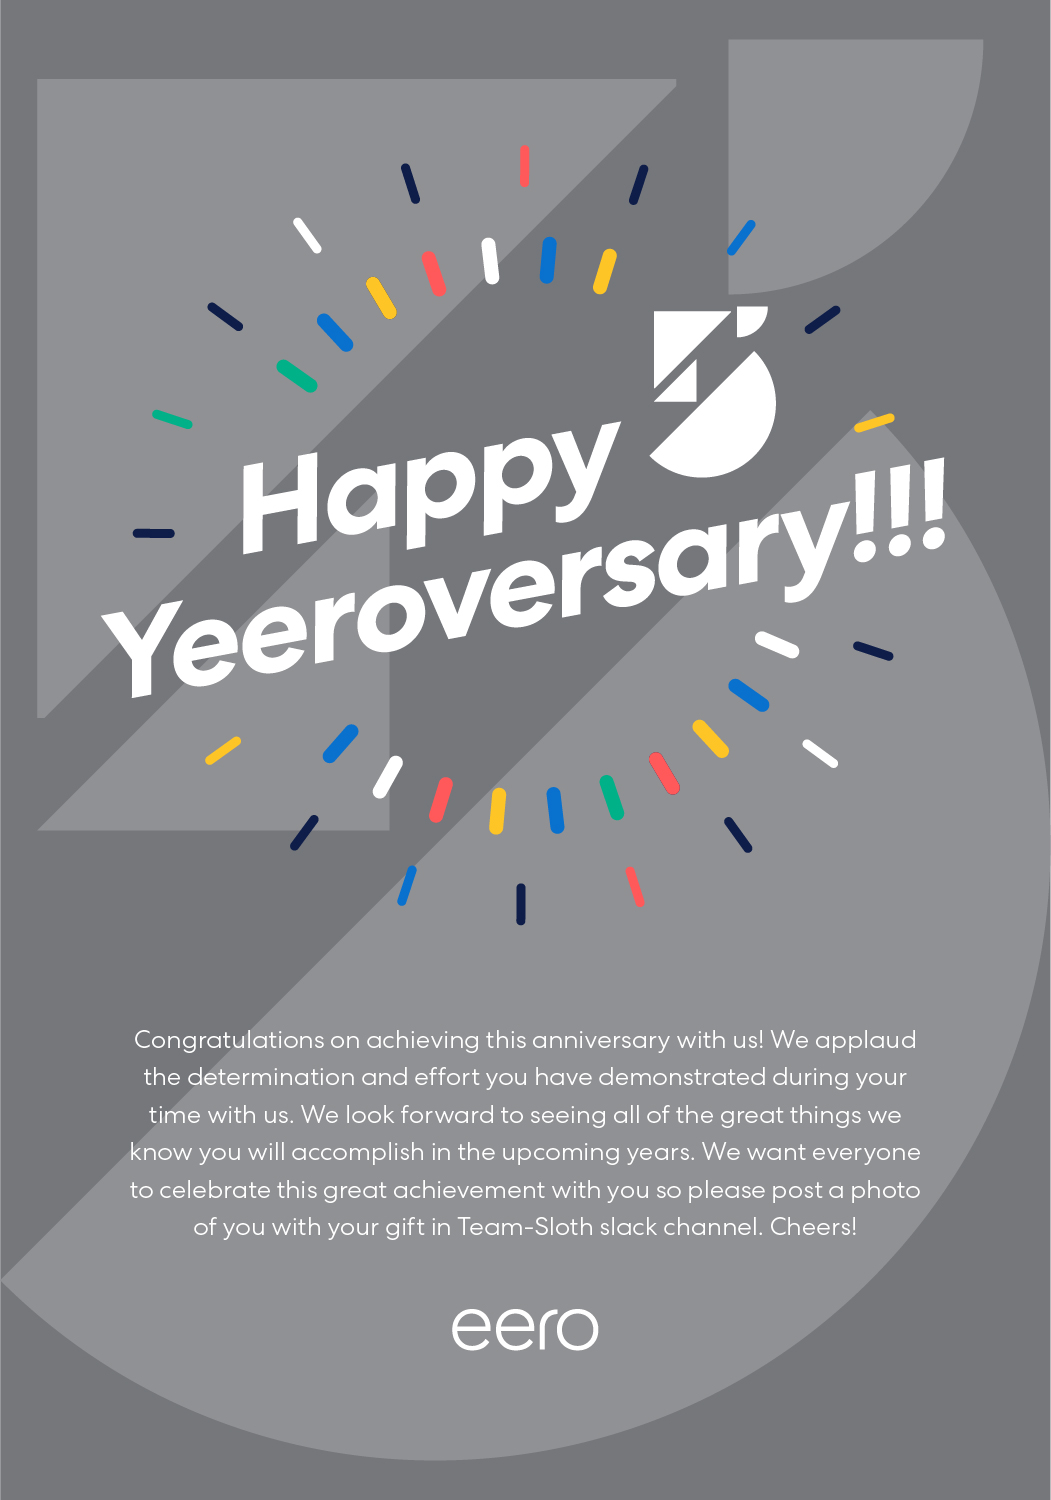 Happy 5
Yeeroversary!!!
Congratulations on achieving this anniversary with us! We applaud
the determination and effort you have demonstrated during your
time with us. We look forward to seeing all of the great things we
know you will accomplish in the upcoming years. We want everyone
to celebrate this great achievement with you so please post a photo
of you with your gift in Team-Sloth slack channel. Cheers!
eero